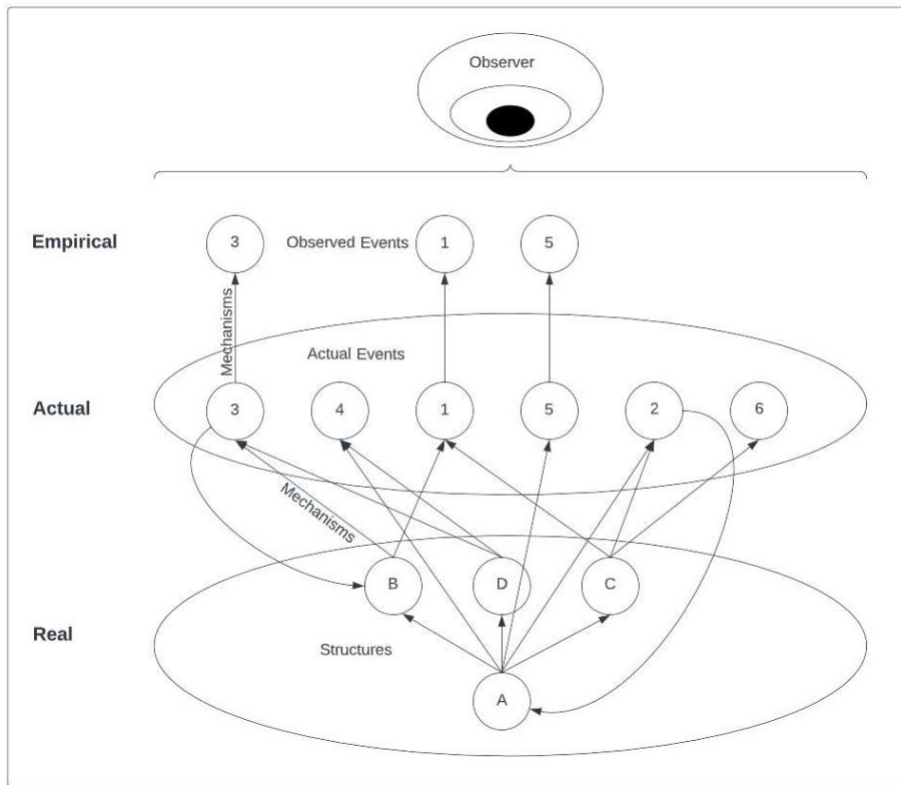 Observer
Empirical
3
Observed Events
1
5
Mechanisms
Actual Events
Actual
3
4
1
5
2
6
Mechanisms
B
D
C
Real
Structures
A